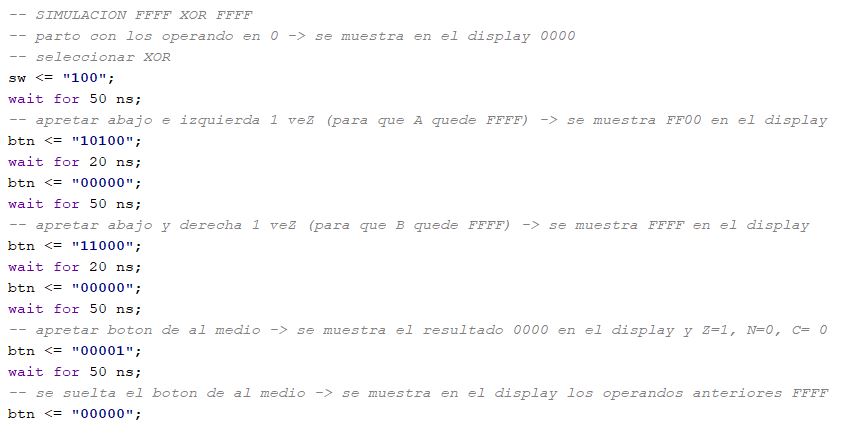 -- SIMULACION FFFF XOR FFFF
-- parto con los operando en 0 -> se muestra en el display 0000
-- seleccionar XOR
sw <= "100";
wait for 50 ns;
-- apretar abajo e izquierda 1 veZ (para que A quede FFFF) -> se muestra FF00 en el display
btn <= "10100";
wait for 20 ns;
btn <= "00000";
wait for 50 ns;
-- apretar abajo y derecha 1 veZ (para que B quede FFFF) -> se muestra FFFF en el display
btn <= "11000";
wait for 20 ns;
btn <= "00000";
wait for 50 ns;
-- apretar boton de al medio -> se muestra el resultado 0000 en el display y Z=1, N=0, C= 0
btn <= "00001";
wait for 50 ns;
-- se suelta el boton de al medio -> se muestra en el display los operandos anteriores FFFF
btn <= "00000";